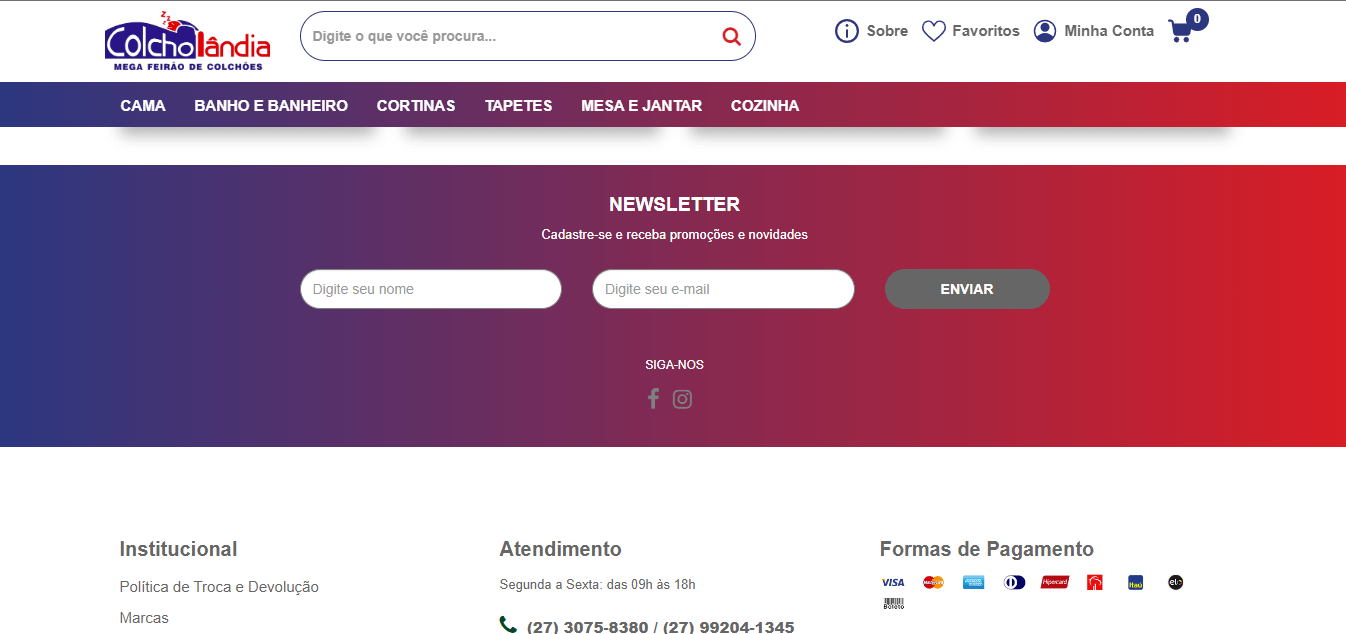 Colcholândia
MEGA FEIRÃO DE COLCHÕES
Digite o que você procura...
Sobre
Favoritos
Minha Conta
0
CAMA BANHO E BANHEIRO CORTINAS TAPETES MESA E JANTAR COZINHA
NEWSLETTER
Cadastre-se e receba promoções e novidades
Digite seu nome
Digite seu e-mail
ENVIAR
SIGA-NOS
Institucional
Política de Troca e Devolução
Marcas
Atendimento
Segunda a Sexta: das 09h às 18h
(27) 3075-8380 / (27) 99204-1345
Formas de Pagamento
VISA
MasterCard
Hipercard
Itaú
elo
Boleto